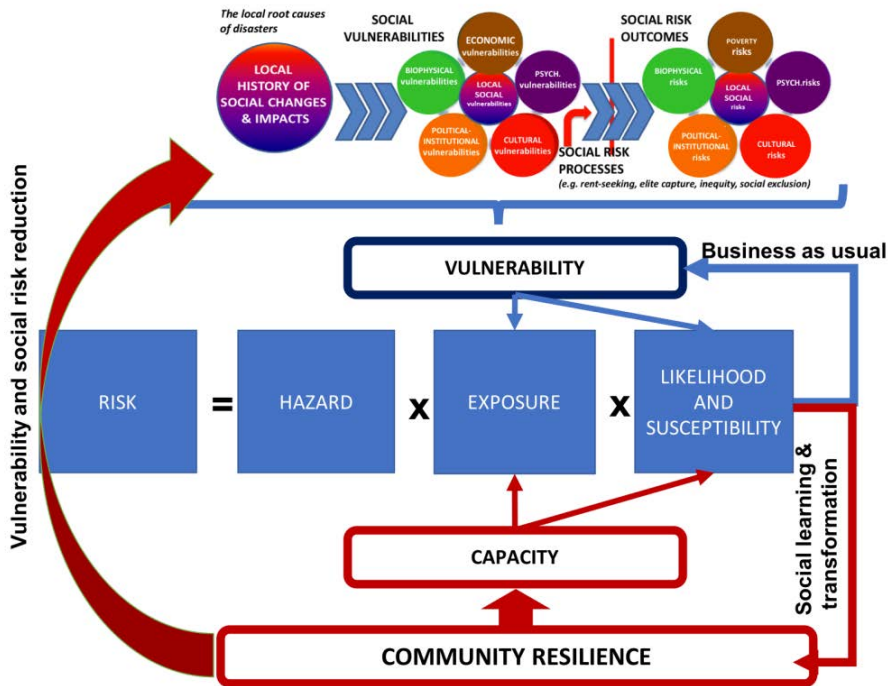 The local root causes
of disasters
SOCIAL
VULNERABILITIES
SOCIAL RISK
OUTCOMES
LOCAL
HISTORY OF
SOCIAL CHANGES
& IMPACTS
ECONOMIC
vulnerabilities
BIOPHYSICAL
vulnerabilities
PSYCH.
vulnerabilities
LOCAL
SOCIAL
vulnerabilities
POLITICAL-
INSTITUTIONAL
vulnerabilities
CULTURAL
vulnerabilities
POVERTY
risks
BIOPHYSICAL
risks
PSYCH.risks
LOCAL
SOCIAL
risks
POLITICAL-
INSTITUTIONAL
risks
CULTURAL
risks
SOCIAL RISK
PROCESSES
(e.g. rent-seeking, elite capture, inequity, social exclusion)
Vulnerability and social risk reduction
VULNERABILITY
Business as usual
RISK
=
HAZARD
x
EXPOSURE
x
LIKELIHOOD
AND
SUSCEPTIBILITY
Social learning &
transformation
CAPACITY
COMMUNITY RESILIENCE